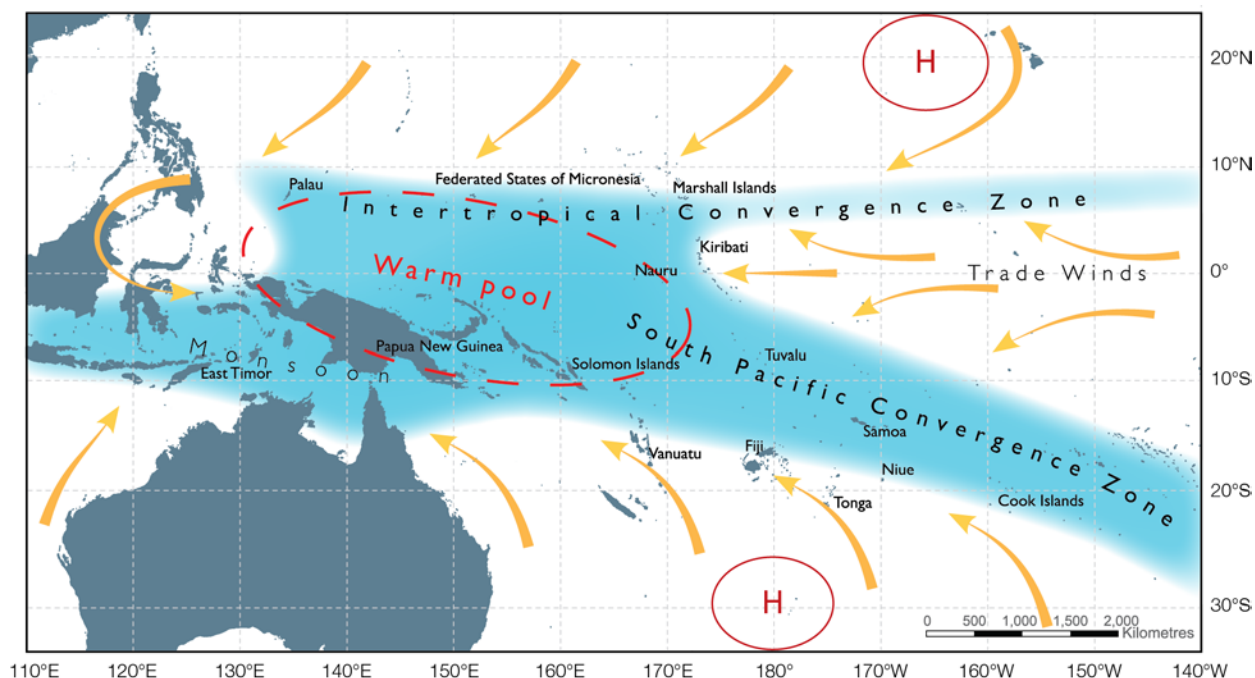 H
20°N
10°N
Palau
Federated States of Micronesia
Marshall Islands
Intertropical Convergence Zone
Kiribati
Warm pool
Nauru
Trade Winds
0°
South Pacific Convergence Zone
Monsoon
Papua New Guinea
East Timor
Solomon Islands
Tuvalu
10°S
Samoa
Vanuatu
Fiji
Niue
Tonga
Cook Islands
20°S
H
30°S
0 500 1,000 1,500 2,000
Kilometres
110°E 120°E 130°E 140°E 150°E 160°E 170°E 180° 170°W 160°W 150°W 140°W